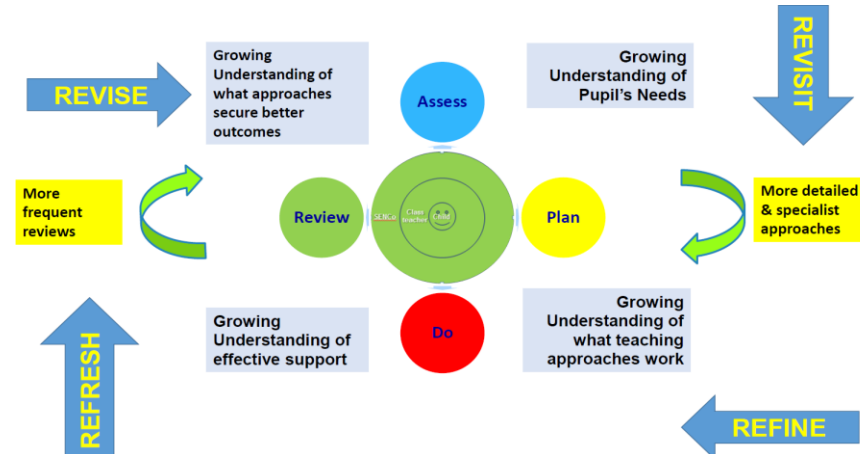 Growing
Understanding of
what approaches
secure better
outcomes
Assess
Growing
Understanding of
Pupil's Needs
REVISIT
REVISE
More
frequent
reviews
Review
SENCo
Class
teacher
Child
Plan
More detailed
& specialist
approaches
Growing
Understanding of
effective support
Do
Growing
Understanding of
what teaching
approaches work
REFRESH
REFINE